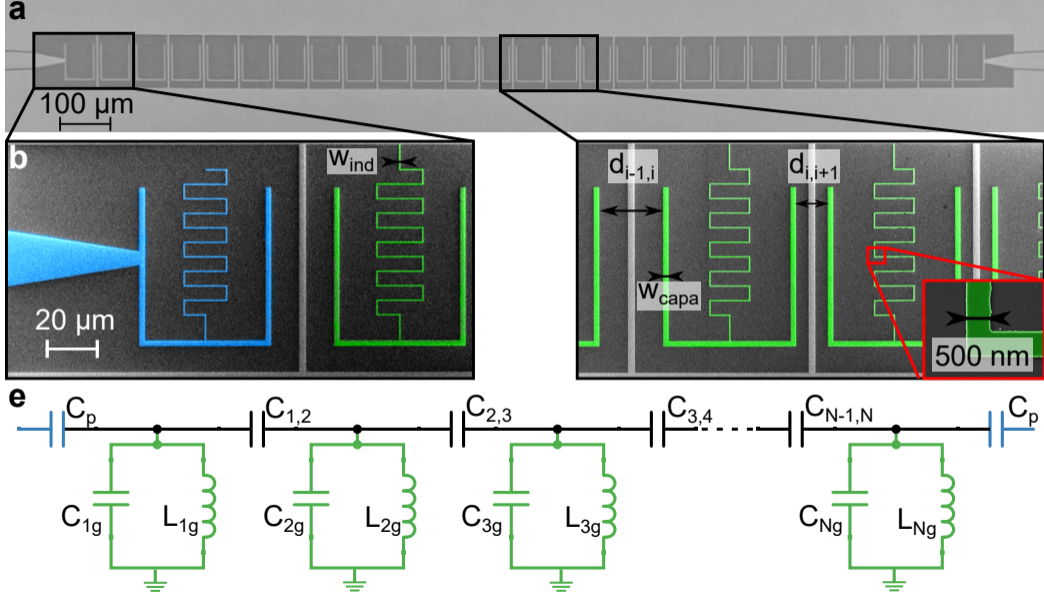 a
100 µm
b
w_ind
20 µm
d_i-1,i
d_i,i+1
w_capa
500 nm
e
C_p
C_1,2
C_2,3
C_3,4
C_N-1,N
C_p
C_1g
L_1g
C_2g
L_2g
C_3g
L_3g
C_Ng
L_Ng